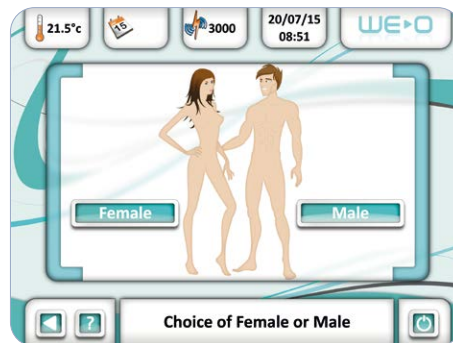 21.5°c
15
3000
20/07/15
08:51
WE▸O
Female
Male
?
Choice of Female or Male